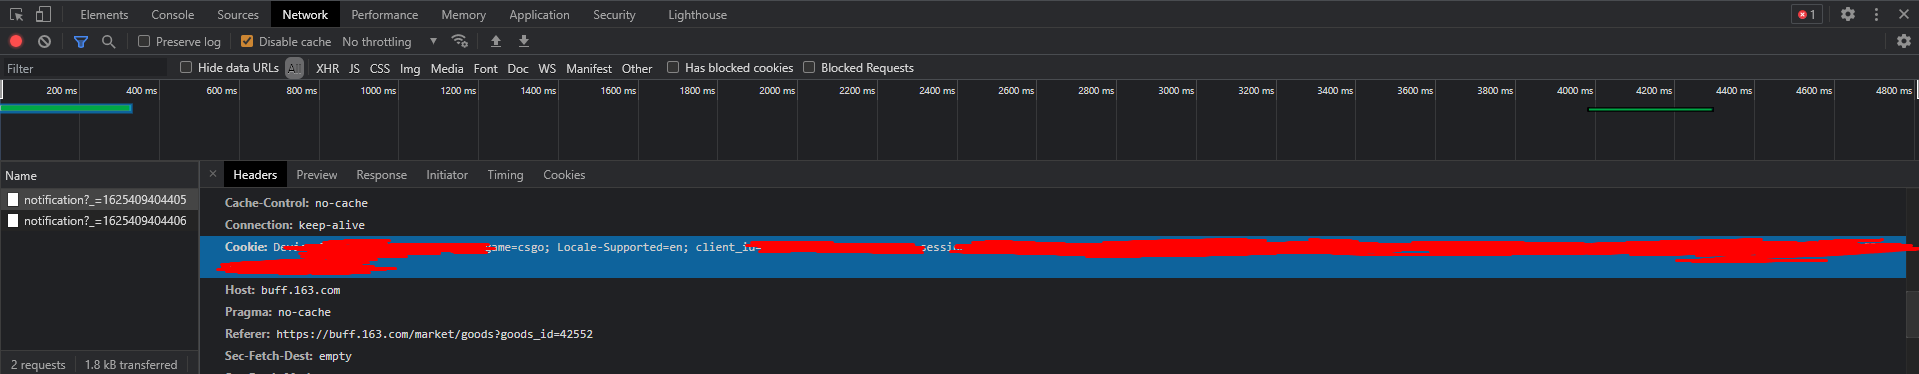 Elements Console Sources Network Performance Memory Application Security Lighthouse 1
Preserve log Disable cache No throttling
Filter Hide data URLs All XHR JS CSS Img Media Font Doc WS Manifest Other Has blocked cookies Blocked Requests
200 ms 400 ms 600 ms 800 ms 1000 ms 1200 ms 1400 ms 1600 ms 1800 ms 2000 ms 2200 ms 2400 ms 2600 ms 2800 ms 3000 ms 3200 ms 3400 ms 3600 ms 3800 ms 4000 ms 4200 ms 4400 ms 4600 ms 4800 ms
Name
notification?_=1625409404405
notification?_=1625409404406
2 requests 1.8 kB transferred
Headers Preview Response Initiator Timing Cookies
Cache-Control: no-cache
Connection: keep-alive
Cookie: game=csgo; Locale-Supported=en; client_id=
Host: buff.163.com
Pragma: no-cache
Referer: https://buff.163.com/market/goods?goods_id=42552
Sec-Fetch-Dest: empty